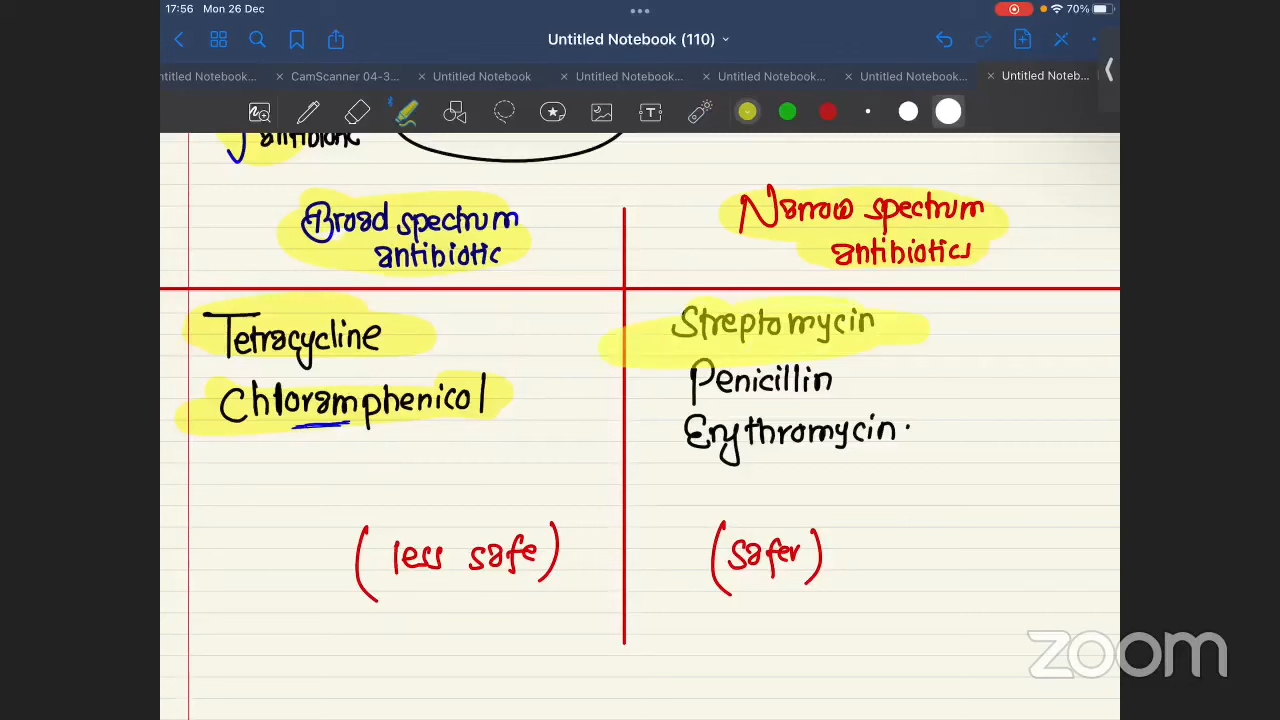 17:56 Mon 26 Dec
70%
Untitled Notebook (110)
ntitled Notebook...
CamScanner 04-3...
Untitled Notebook
Untitled Notebook...
Untitled Notebook...
Untitled Notebook...
Untitled Noteb...
antibiotic
Broad spectrum
antibiotic
Narrow spectrum
antibiotics
Tetracycline
Chloramphenicol
Streptomycin
Penicillin
Erythromycin
(less safe)
(safer)
zoom